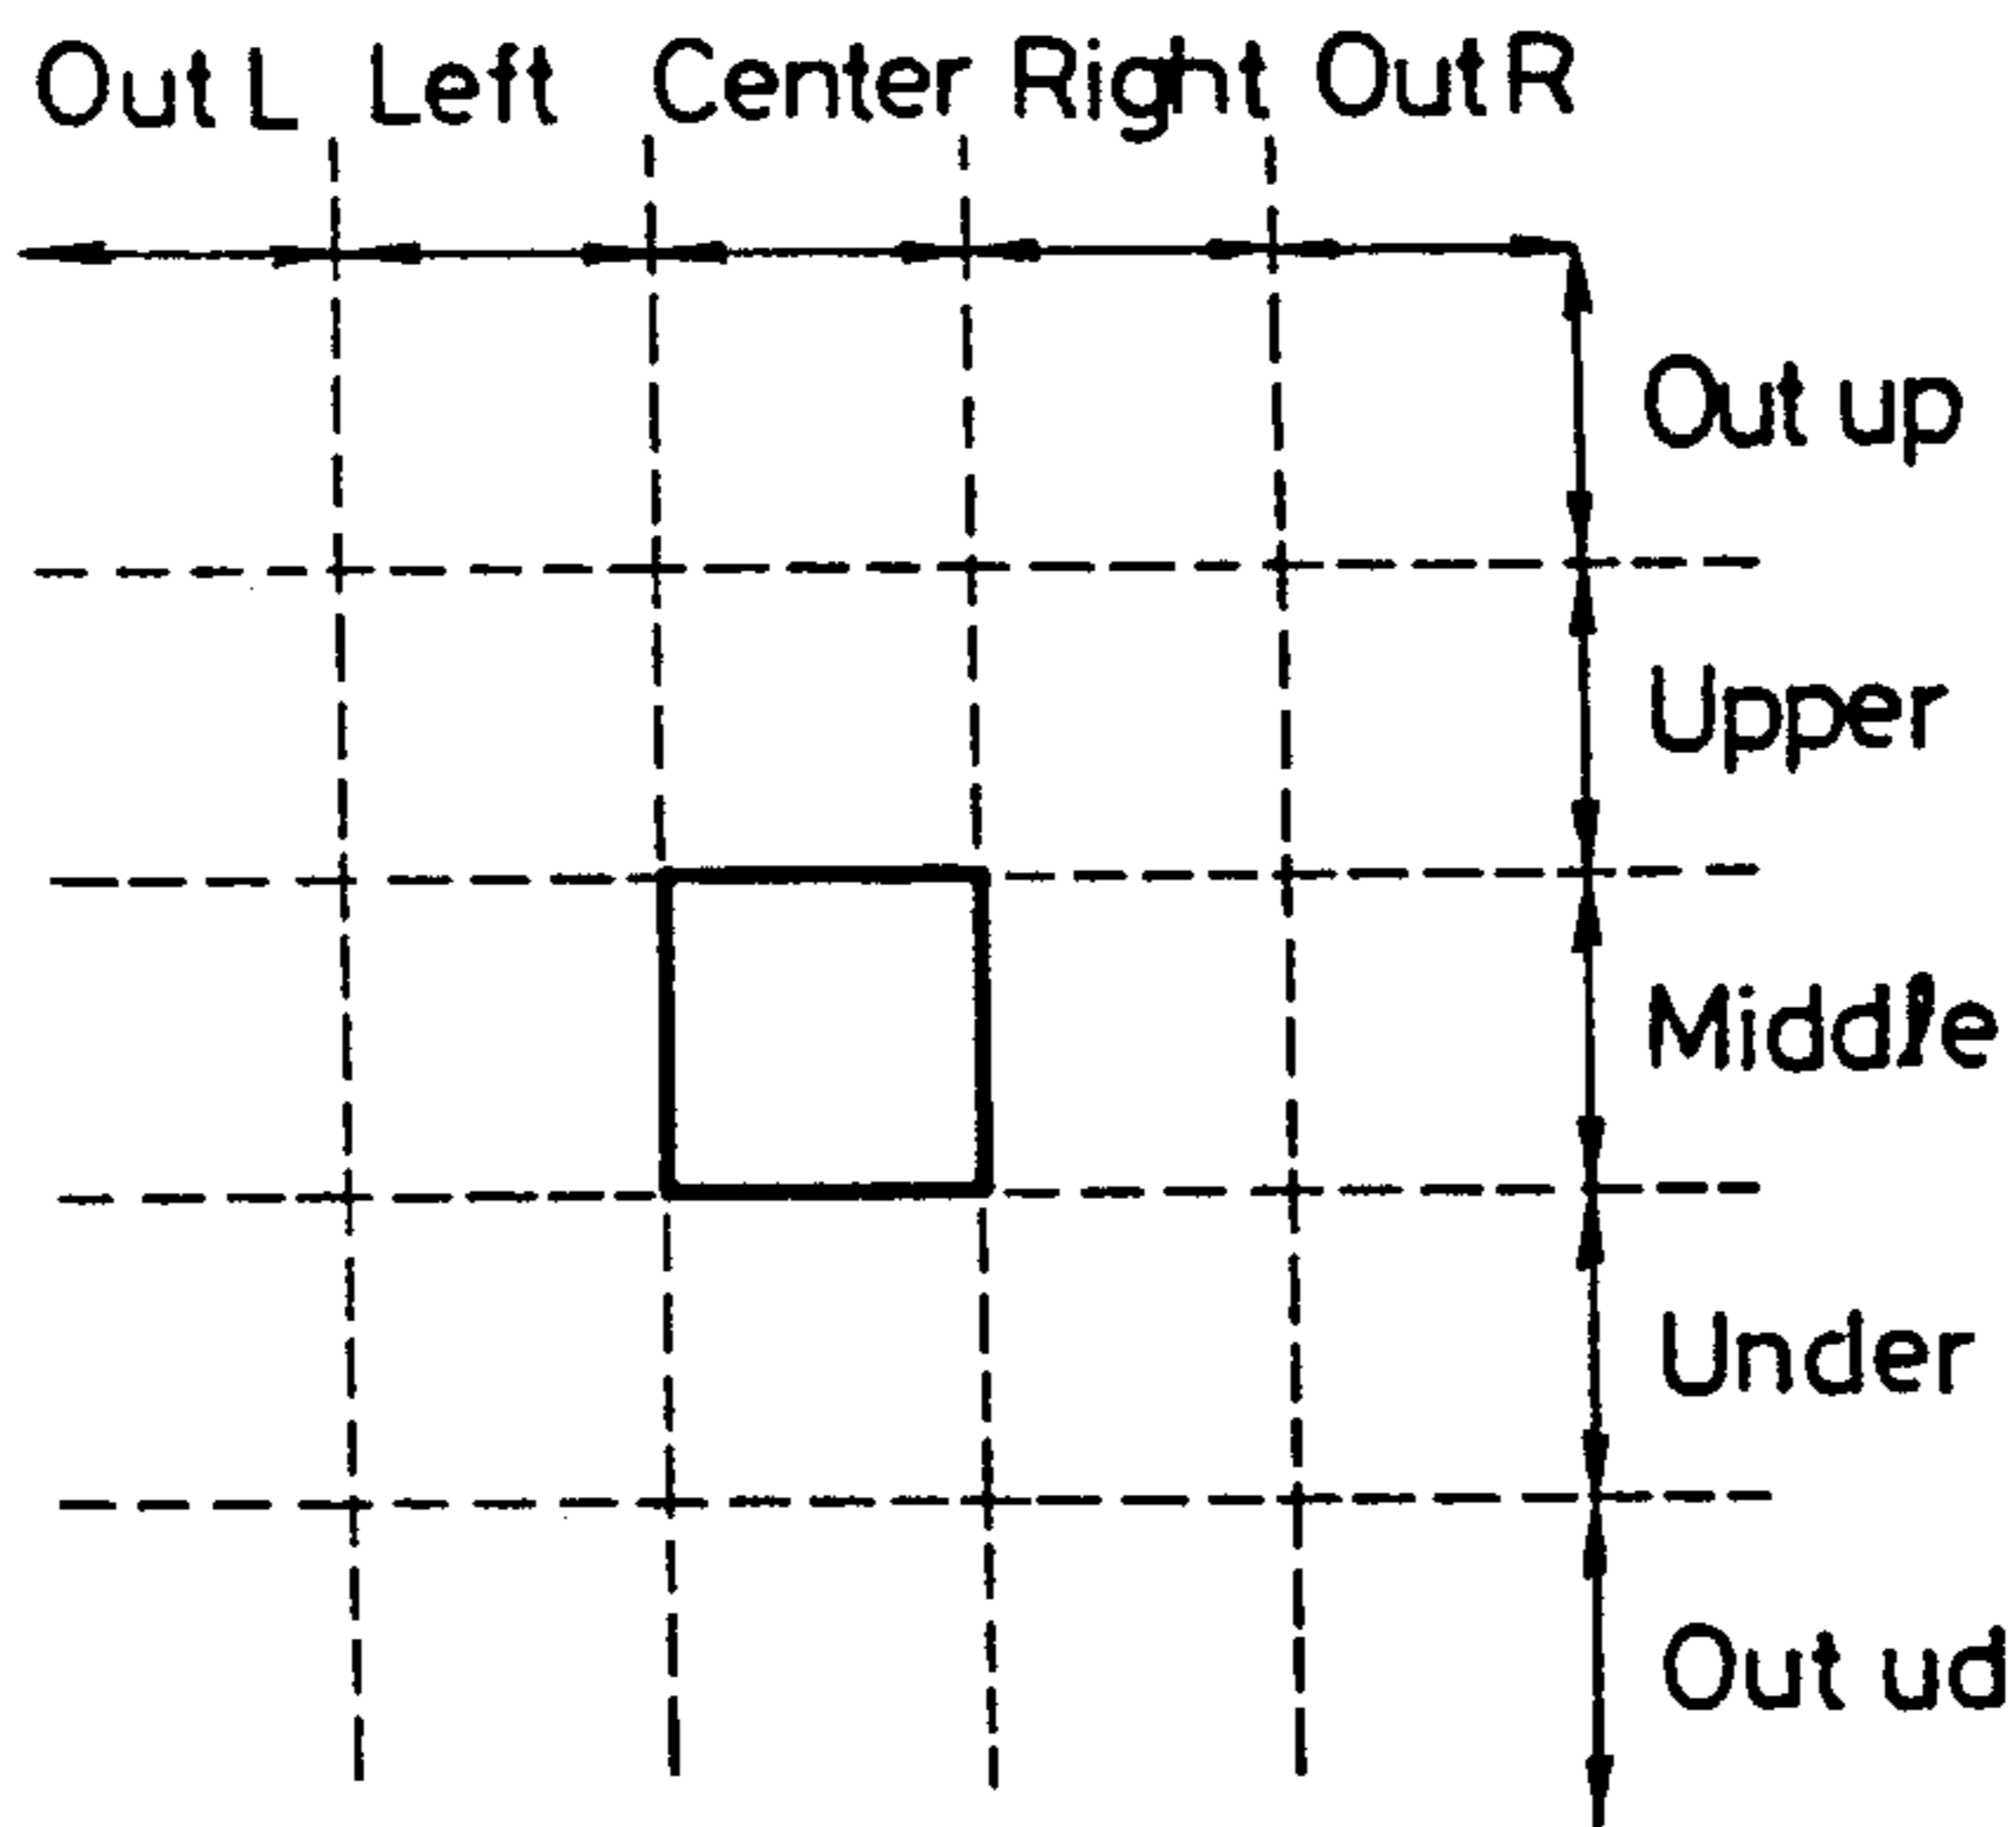 Out L Left Center Right Out R
Out up
Upper
Middle
Under
Out ud